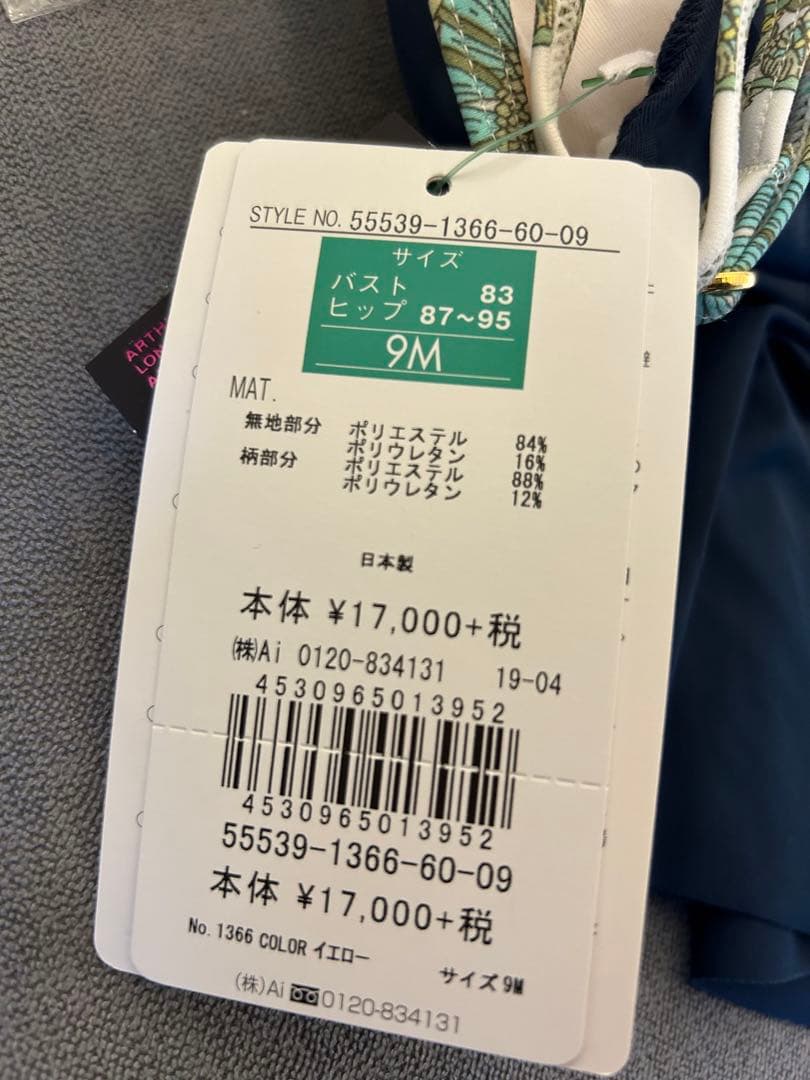 STYLE NO. 55539-1366-60-09
サイズ
バスト 83
ヒップ 87~95
9M
MAT.
無地部分 ポリエステル 84%
ポリウレタン 16%
柄部分 ポリエステル 88%
ポリウレタン 12%
日本製
本体 ¥17,000+税
(株)Ai 0120-834131 19-04
4530965013952
4530965013952
55539-1366-60-09
本体 ¥17,000+税
No. 1366 COLOR イエロー サイズ 9M
(株)Ai 0120-834131